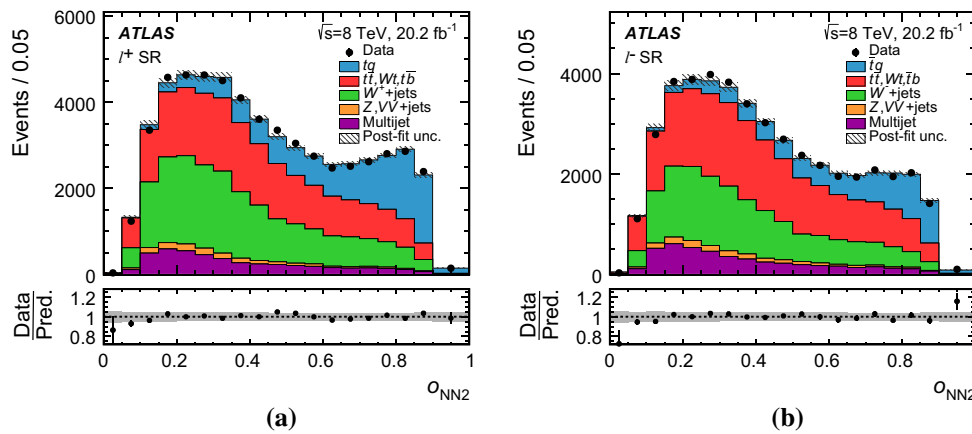 6000
4000
2000
0
Events / 0.05
ATLAS
l⁺ SR
√s=8 TeV, 20.2 fb⁻¹
Data
tq
tt̄,Wt,tb̄
W⁺+jets
Z,VV+jets
Multijet
Post-fit unc.
1.2
1
0.8
Data
Pred.
0 0.2 0.4 0.6 0.8 1
o_NN2
(a)
4000
2000
0
Events / 0.05
ATLAS
l⁻ SR
√s=8 TeV, 20.2 fb⁻¹
Data
t̄q
tt̄,Wt,t̄b
W⁻+jets
Z,VV+jets
Multijet
Post-fit unc.
1.2
1
0.8
Data
Pred.
0 0.2 0.4 0.6 0.8 1
o_NN2
(b)